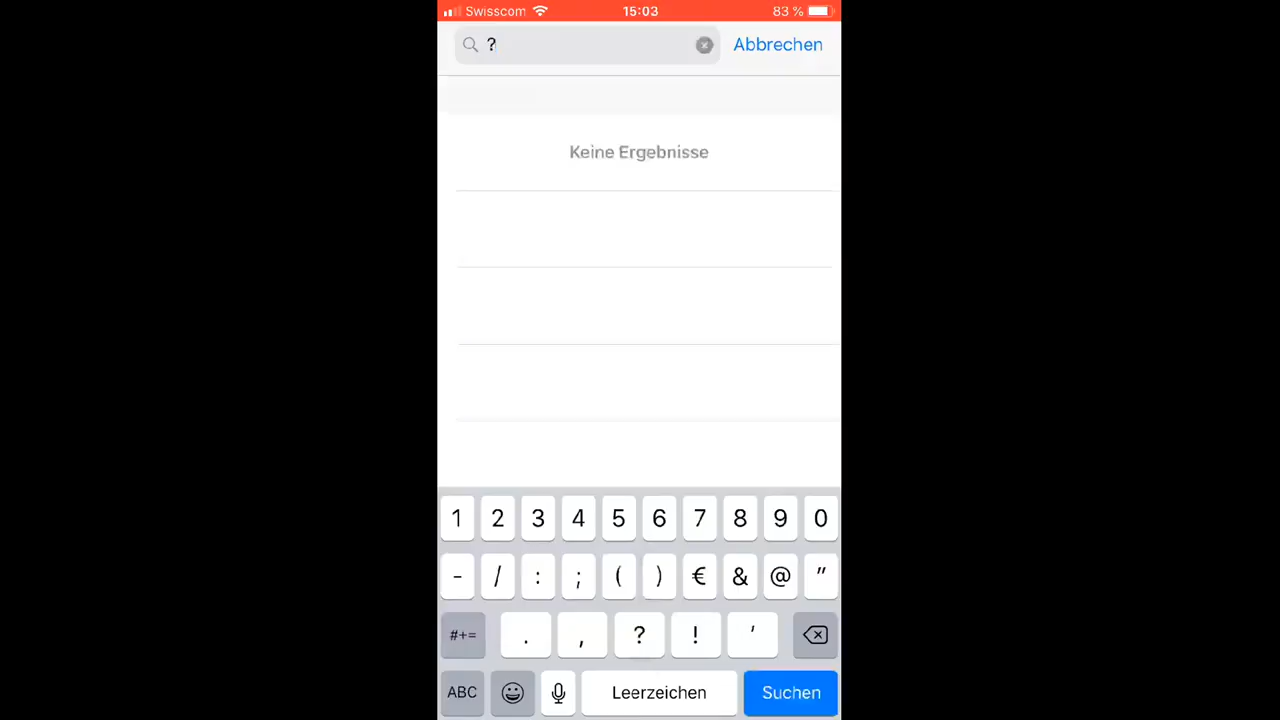 Swisscom 15:03 83 %
? Abbrechen
Keine Ergebnisse
1 2 3 4 5 6 7 8 9 0
- / : ; ( ) € & @ "
#+= . , ? ! '
ABC Leerzeichen Suchen